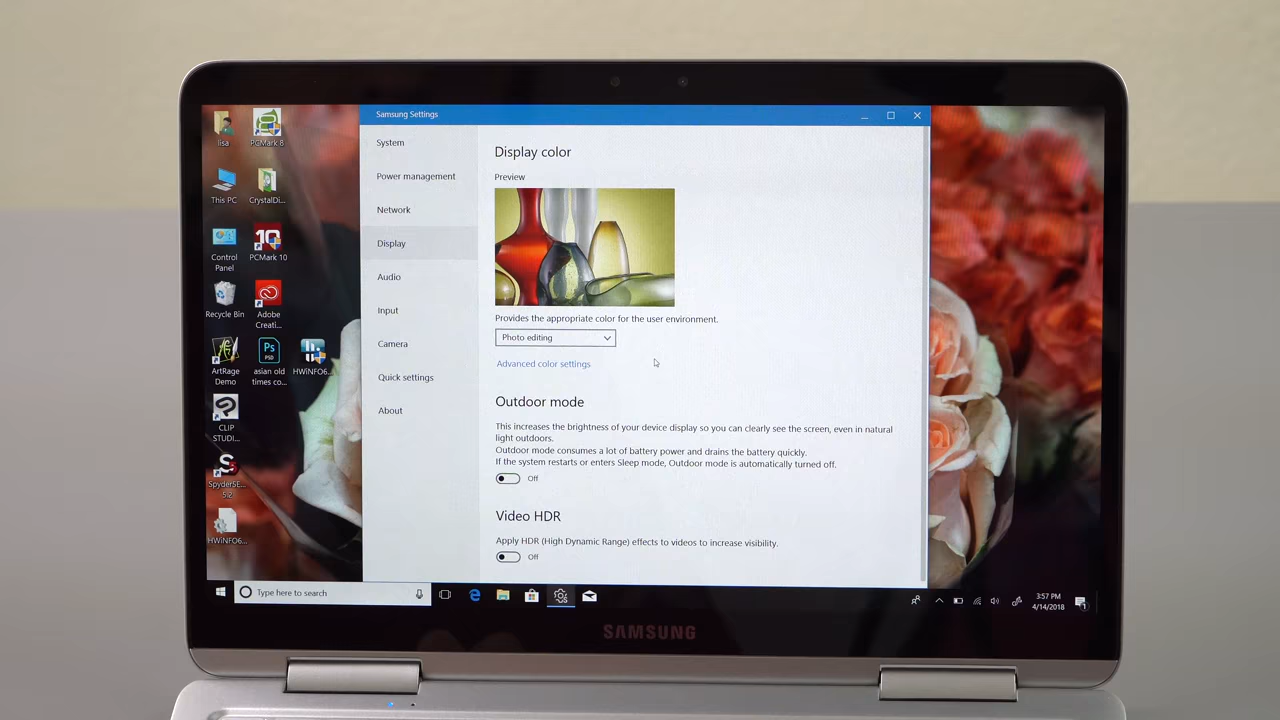 Samsung Settings
lisa
PCMark 8
This PC
CrystalDi...
Control
Panel
PCMark 10
Recycle Bin
Adobe
Creati...
ArtRage
Demo
asian old
times co...
HWiNFO6...
CLIP
STUDI...
Spyder5E...
5.2
HWiNFO6...
System
Power management
Network
Display
Audio
Input
Camera
Quick settings
About
Display color
Preview
Provides the appropriate color for the user environment.
Photo editing
Advanced color settings
Outdoor mode
This increases the brightness of your device display so you can clearly see the screen, even in natural
light outdoors.
Outdoor mode consumes a lot of battery power and drains the battery quickly.
If the system restarts or enters Sleep mode, Outdoor mode is automatically turned off.
Off
Video HDR
Apply HDR (High Dynamic Range) effects to videos to increase visibility.
Off
Type here to search
3:57 PM
4/14/2018
SAMSUNG